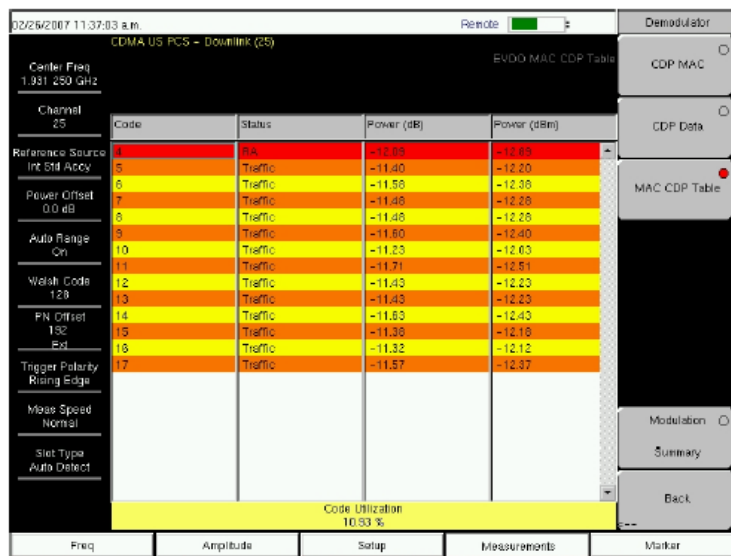 02/26/2007 11:37:03 a.m.
Remote
Demodulator
CDMA US PCS – Downlink (25)
EVDO MAC CDP Table
Center Freq
1.931 250 GHz
Channel
25
Reference Source
Int Std Accy
Power Offset
0.0 dB
Auto Range
On
Walsh Code
128
PN Offset
192
Ext
Trigger Polarity
Rising Edge
Meas Speed
Normal
Slot Type
Auto Detect
Code Status Power (dB) Power (dBm)
4 RA -12.09 -12.89
5 Traffic -11.40 -12.20
6 Traffic -11.58 -12.38
7 Traffic -11.48 -12.28
8 Traffic -11.48 -12.28
9 Traffic -11.60 -12.40
10 Traffic -11.23 -12.03
11 Traffic -11.71 -12.51
12 Traffic -11.43 -12.23
13 Traffic -11.43 -12.23
14 Traffic -11.63 -12.43
15 Traffic -11.38 -12.18
16 Traffic -11.32 -12.12
17 Traffic -11.57 -12.37
Code Utilization
10.93 %
CDP MAC
CDP Data
MAC CDP Table
Modulation
Summary
Back
<--
Freq Amplitude Setup Measurements Marker